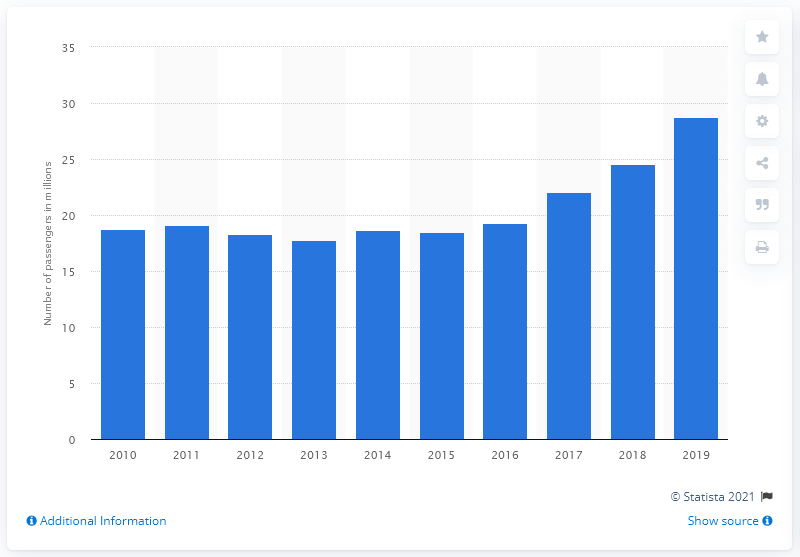 35
30
25
20
15
10
5
0
Number of passengers in millions
2010 2011 2012 2013 2014 2015 2016 2017 2018 2019
© Statista 2021
Additional Information
Show source